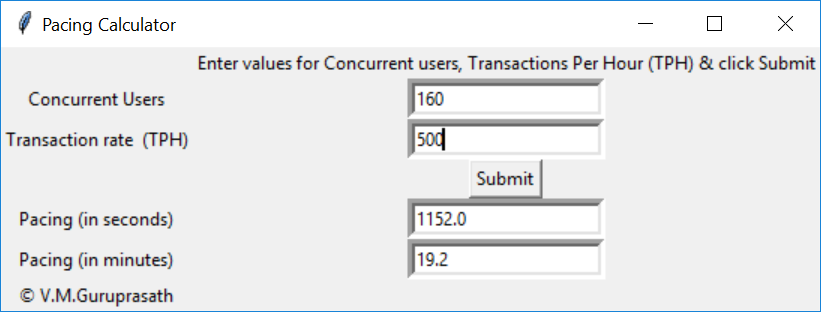 Pacing Calculator
Enter values for Concurrent users, Transactions Per Hour (TPH) & click Submit
Concurrent Users 160
Transaction rate (TPH) 500
Submit
Pacing (in seconds) 1152.0
Pacing (in minutes) 19.2
© V.M.Guruprasath